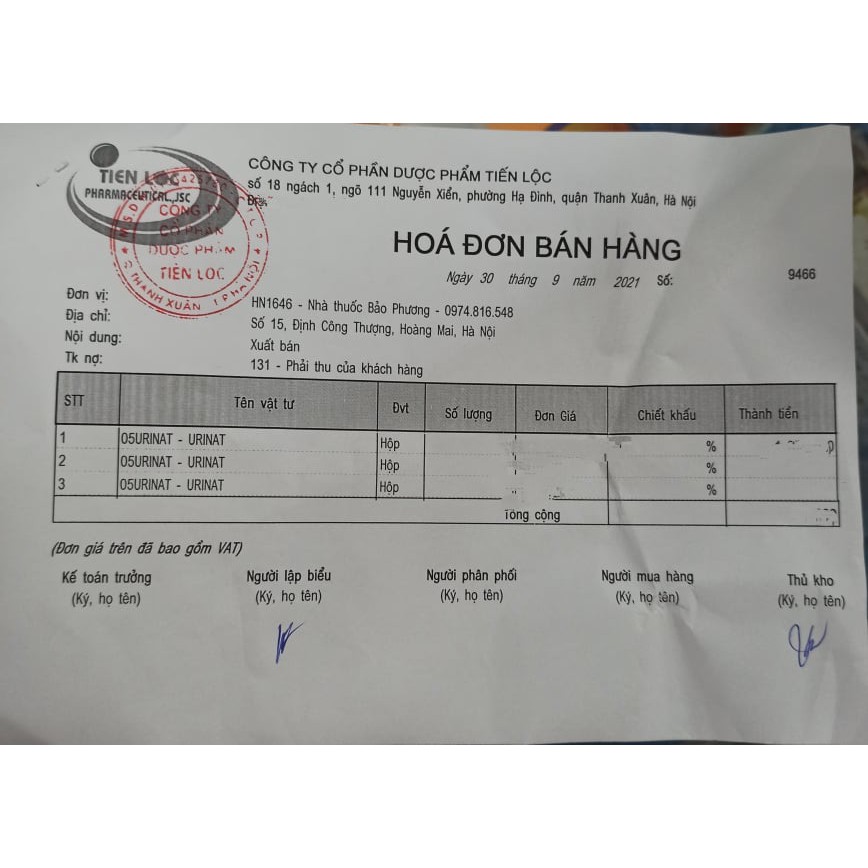 TIẾN LỘC
PHARMACEUTICAL.,JSC
CÔNG TY
CỔ PHẦN
DƯỢC PHẨM
TIẾN LỘC
THANH XUÂN
CÔNG TY CỔ PHẦN DƯỢC PHẨM TIẾN LỘC
số 18 ngách 1, ngõ 111 Nguyễn Xiển, phường Hạ Đình, quận Thanh Xuân, Hà Nội
HOÁ ĐƠN BÁN HÀNG
Ngày 30 tháng 9 năm 2021 Số: 9466
Đơn vị: HN1646 - Nhà thuốc Bảo Phương - 0974.816.548
Địa chỉ: Số 15, Định Công Thượng, Hoàng Mai, Hà Nội
Nội dung: Xuất bán
Tk nợ: 131 - Phải thu của khách hàng
STT Tên vật tư Đvt Số lượng Đơn Giá Chiết khấu Thành tiền
1 05URINAT - URINAT Hộp %
2 05URINAT - URINAT Hộp %
3 05URINAT - URINAT Hộp %
Tổng cộng
(Đơn giá trên đã bao gồm VAT)
Kế toán trưởng Người lập biểu Người phân phối Người mua hàng Thủ kho
(Ký, họ tên) (Ký, họ tên) (Ký, họ tên) (Ký, họ tên) (Ký, họ tên)